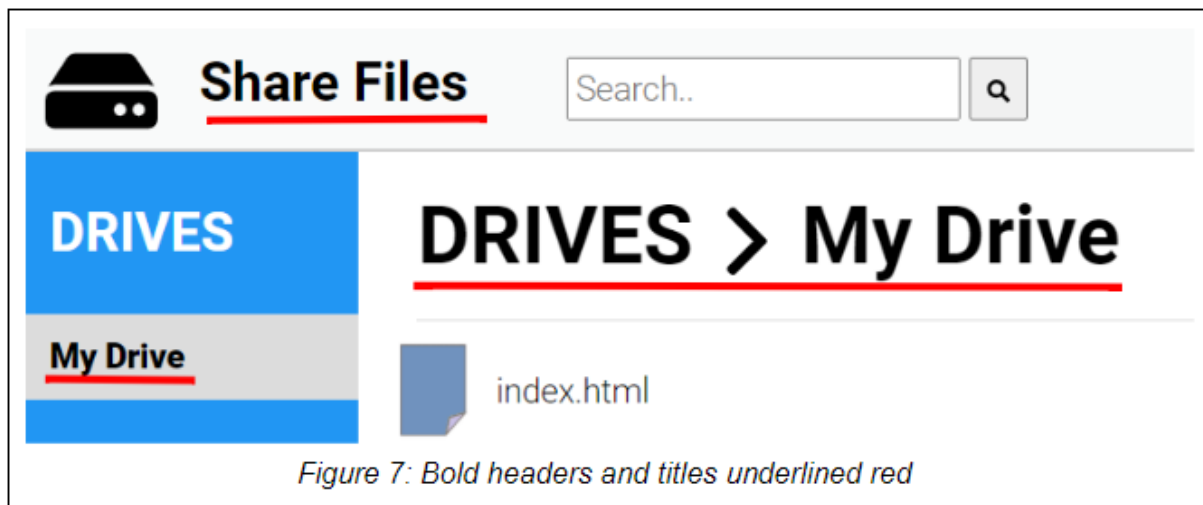 Share Files
Search..
DRIVES
DRIVES > My Drive
My Drive
index.html
Figure 7: Bold headers and titles underlined red